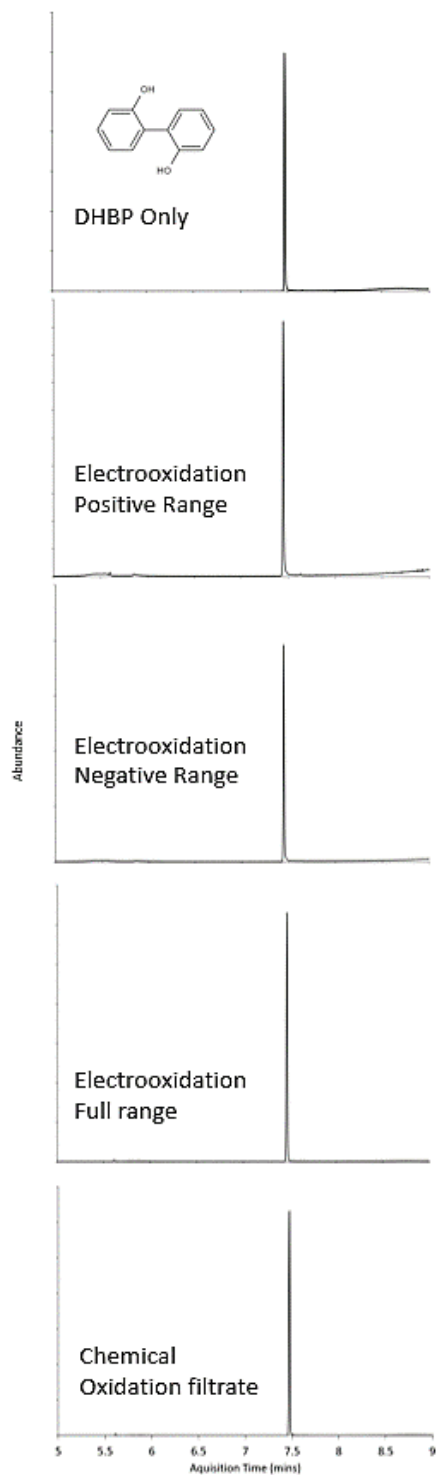 OH
HO
DHBP Only
Electrooxidation
Positive Range
Abundance
Electrooxidation
Negative Range
Electrooxidation
Full range
Chemical
Oxidation filtrate
5 5.5 6 6.5 7 7.5 8 8.5 9
Aquisition Time (mins)